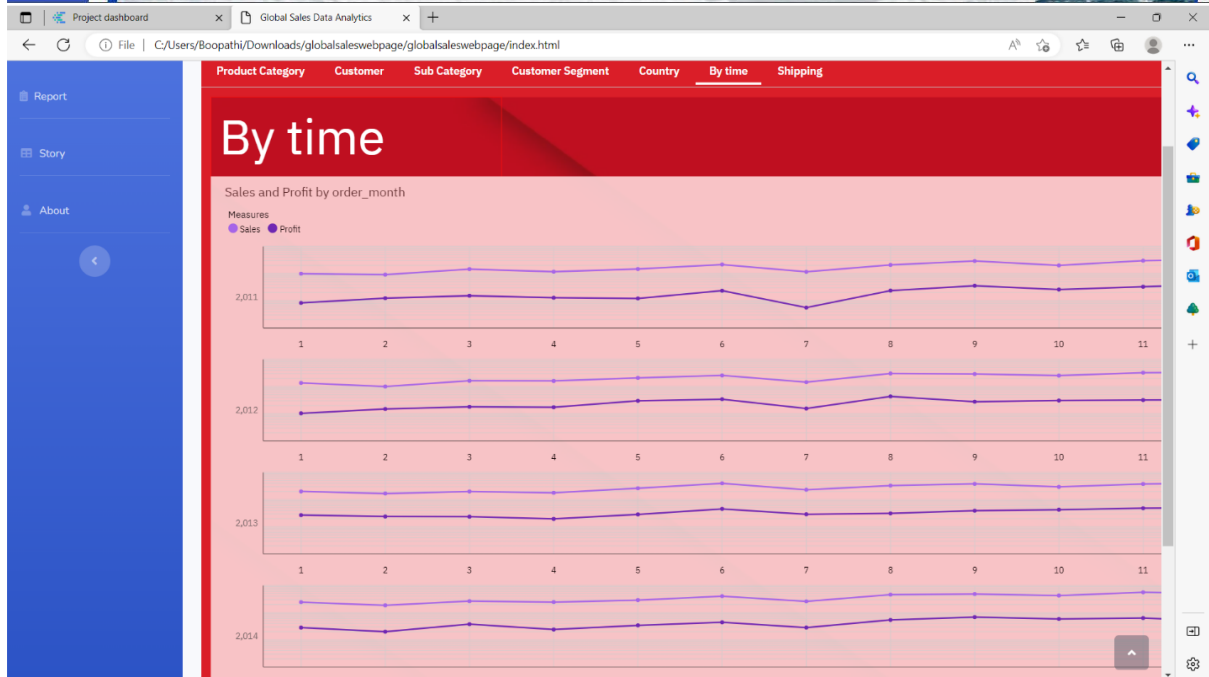 Project dashboard
Global Sales Data Analytics
File | C:/Users/Boopathi/Downloads/globalsaleswebpage/globalsaleswebpage/index.html
Product Category Customer Sub Category Customer Segment Country By time Shipping
Report
Story
About
By time
Sales and Profit by order_month
Measures
Sales Profit
2,011
1 2 3 4 5 6 7 8 9 10 11
2,012
1 2 3 4 5 6 7 8 9 10 11
2,013
1 2 3 4 5 6 7 8 9 10 11
2,014